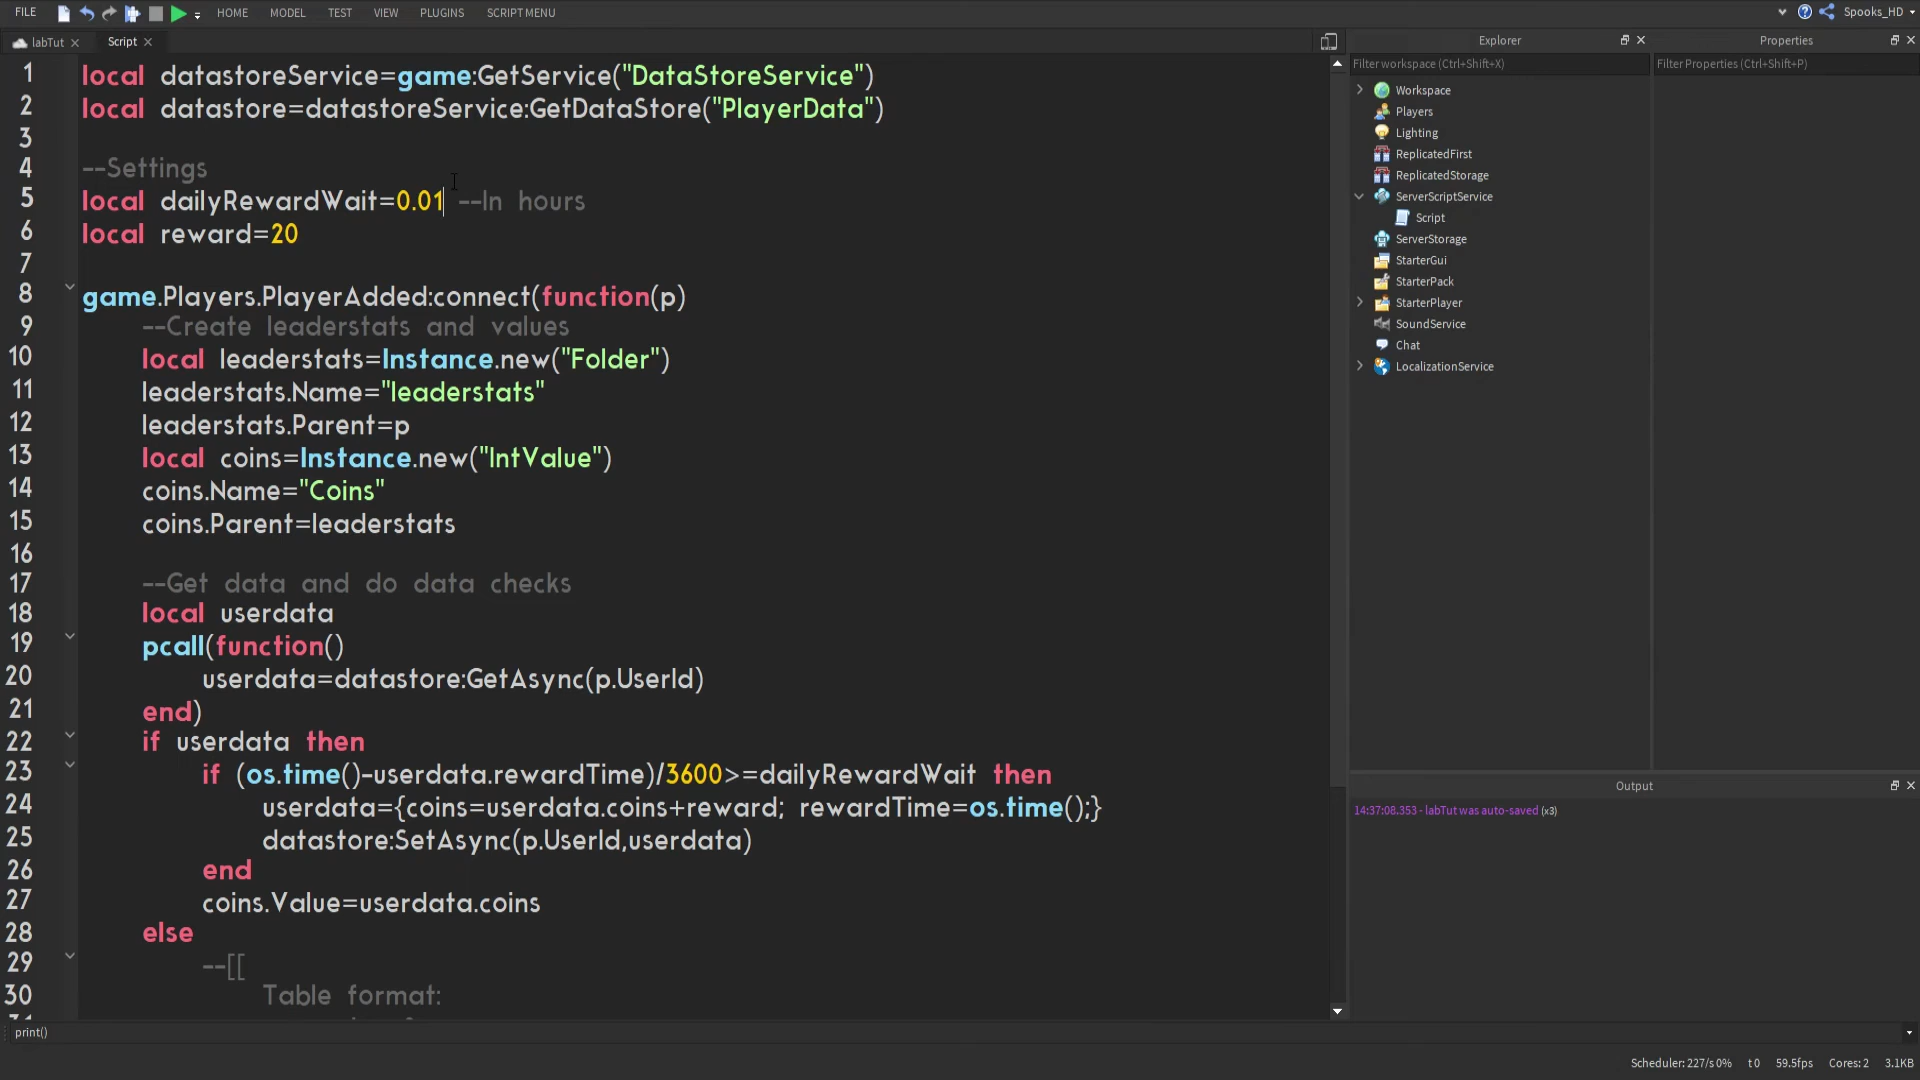 FILE HOME MODEL TEST VIEW PLUGINS SCRIPT MENU Spooks_HD
labTut Script
1 local datastoreService=game:GetService("DataStoreService")
2 local datastore=datastoreService:GetDataStore("PlayerData")
3
4 --Settings
5 local dailyRewardWait=0.01 --In hours
6 local reward=20
7
8 game.Players.PlayerAdded:connect(function(p)
9 --Create leaderstats and values
10 local leaderstats=Instance.new("Folder")
11 leaderstats.Name="leaderstats"
12 leaderstats.Parent=p
13 local coins=Instance.new("IntValue")
14 coins.Name="Coins"
15 coins.Parent=leaderstats
16
17 --Get data and do data checks
18 local userdata
19 pcall(function()
20 userdata=datastore:GetAsync(p.UserId)
21 end)
22 if userdata then
23 if (os.time()-userdata.rewardTime)/3600>=dailyRewardWait then
24 userdata={coins=userdata.coins+reward; rewardTime=os.time();}
25 datastore:SetAsync(p.UserId,userdata)
26 end
27 coins.Value=userdata.coins
28 else
29 --[[
30 Table format:
print()
Explorer
Filter workspace (Ctrl+Shift+X)
Workspace
Players
Lighting
ReplicatedFirst
ReplicatedStorage
ServerScriptService
Script
ServerStorage
StarterGui
StarterPack
StarterPlayer
SoundService
Chat
LocalizationService
Properties
Filter Properties (Ctrl+Shift+P)
Output
14:37:08.353 - labTut was auto-saved (x3)
Scheduler: 227/s 0% t 0 59.5fps Cores: 2 3.1KB